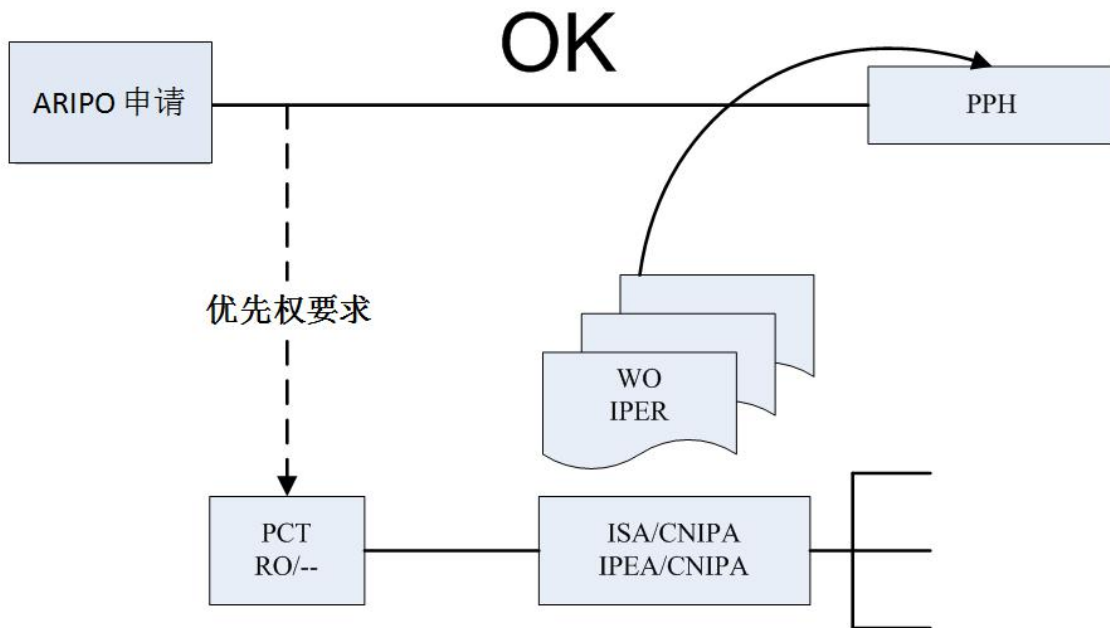 OK
ARIPO 申请
PPH
优先权要求
WO
IPER
PCT
RO/--
ISA/CNIPA
IPEA/CNIPA